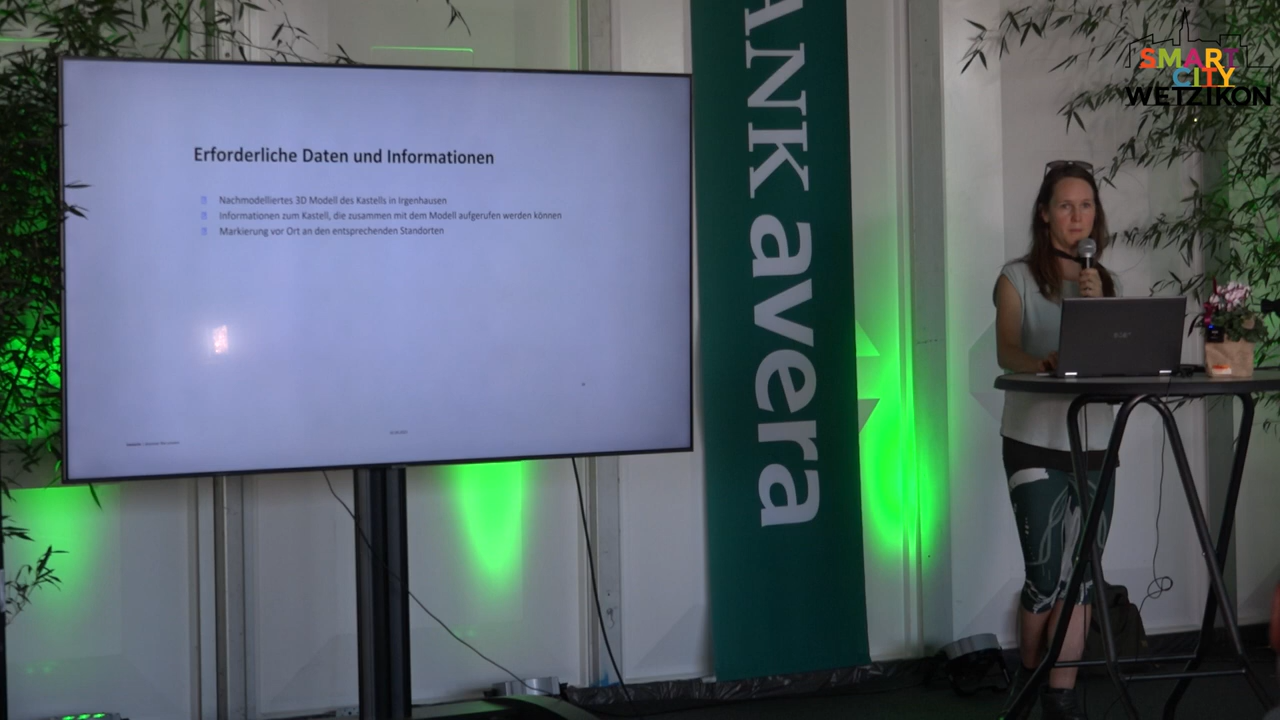 Erforderliche Daten und Informationen
Nachmodelliertes 3D Modell des Kastells in Irgenhausen
Informationen zum Kastell, die zusammen mit dem Modell aufgerufen werden können
Markierung vor Ort an den entsprechenden Standorten
ANK avera
SMART
CITY
WETZIKON
acer